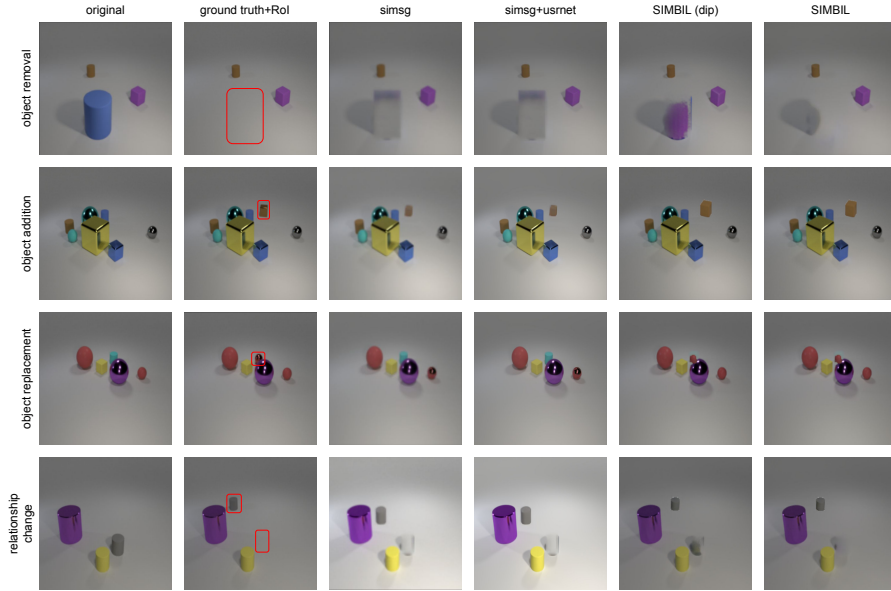 original ground truth+RoI simsg simsg+usrnet SIMBIL (dip) SIMBIL
object removal
object addition
object replacement
relationship
change